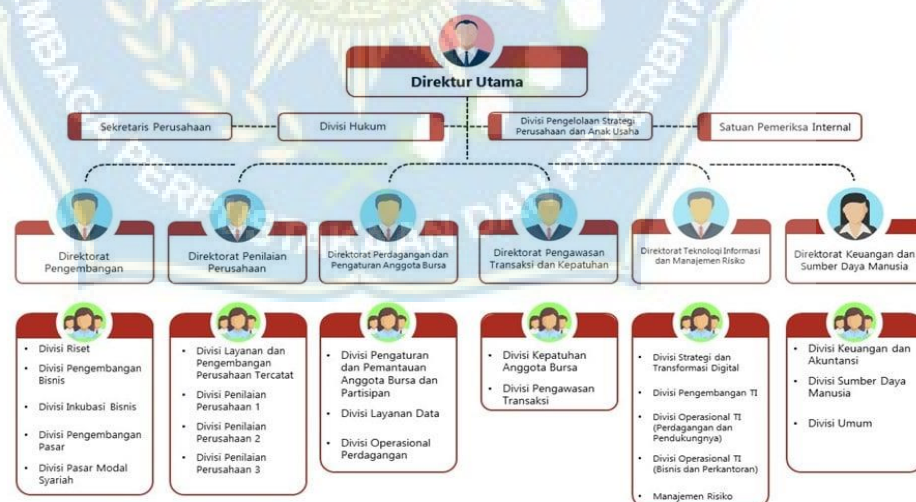 Direktur Utama
Sekretaris Perusahaan
Divisi Hukum
Divisi Pengelolaan Strategi
Perusahaan dan Anak Usaha
Satuan Pemeriksa Internal
Direktorat
Pengembangan
Direktorat Penilaian
Perusahaan
Direktorat Perdagangan dan
Pengaturan Anggota Bursa
Direktorat Pengawasan
Transaksi dan Kepatuhan
Direktorat Teknologi Informasi
dan Manajemen Risiko
Direktorat Keuangan dan
Sumber Daya Manusia
• Divisi Riset
• Divisi Pengembangan
Bisnis
• Divisi Inkubasi Bisnis
• Divisi Pengembangan
Pasar
• Divisi Pasar Modal
Syariah
• Divisi Layanan dan
Pengembangan
Perusahaan Tercatat
• Divisi Penilaian
Perusahaan 1
• Divisi Penilaian
Perusahaan 2
• Divisi Penilaian
Perusahaan 3
• Divisi Pengaturan
dan Pemantauan
Anggota Bursa dan
Partisipan
• Divisi Layanan Data
• Divisi Operasional
Perdagangan
• Divisi Kepatuhan
Anggota Bursa
• Divisi Pengawasan
Transaksi
• Divisi Strategi dan
Transformasi Digital
• Divisi Pengembangan TI
• Divisi Operasional TI
(Perdagangan dan
Pendukungnya)
• Divisi Operasional TI
(Bisnis dan Perkantoran)
• Manajemen Risiko
• Divisi Keuangan dan
Akuntansi
• Divisi Sumber Daya
Manusia
• Divisi Umum